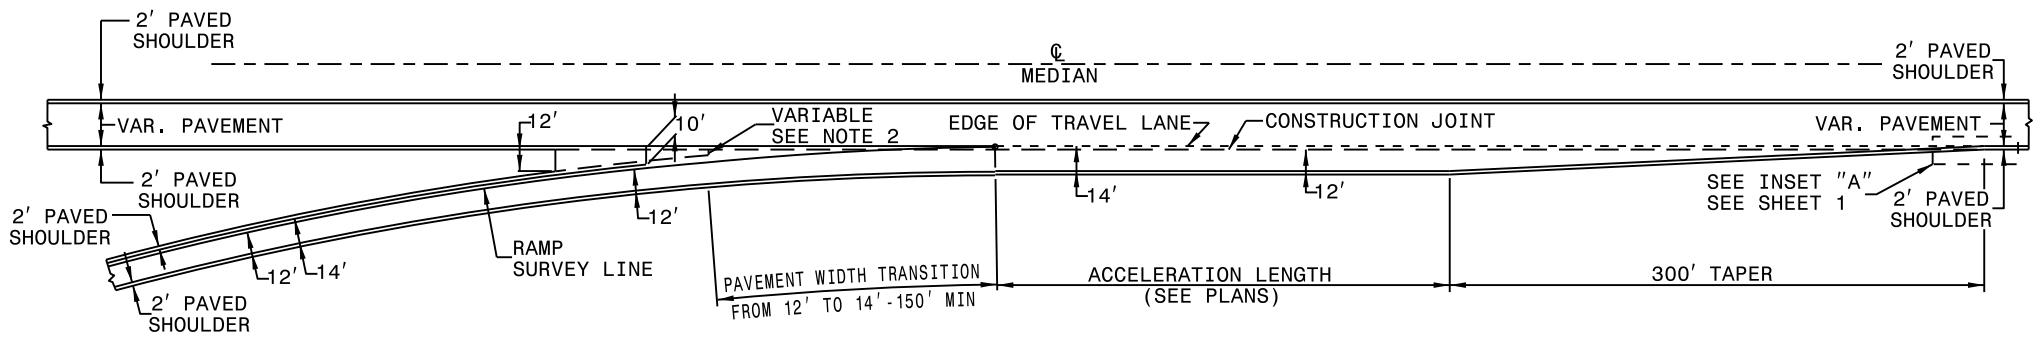 2' PAVED
SHOULDER
℄
MEDIAN
2' PAVED
SHOULDER
VAR. PAVEMENT
12'
10'
VARIABLE
SEE NOTE 2
EDGE OF TRAVEL LANE
CONSTRUCTION JOINT
VAR. PAVEMENT
2' PAVED
SHOULDER
2' PAVED
SHOULDER
12'
14'
RAMP
SURVEY LINE
12'
14'
12'
SEE INSET "A"
SEE SHEET 1
2' PAVED
SHOULDER
2' PAVED
SHOULDER
PAVEMENT WIDTH TRANSITION
FROM 12' TO 14'-150' MIN
ACCELERATION LENGTH
(SEE PLANS)
300' TAPER